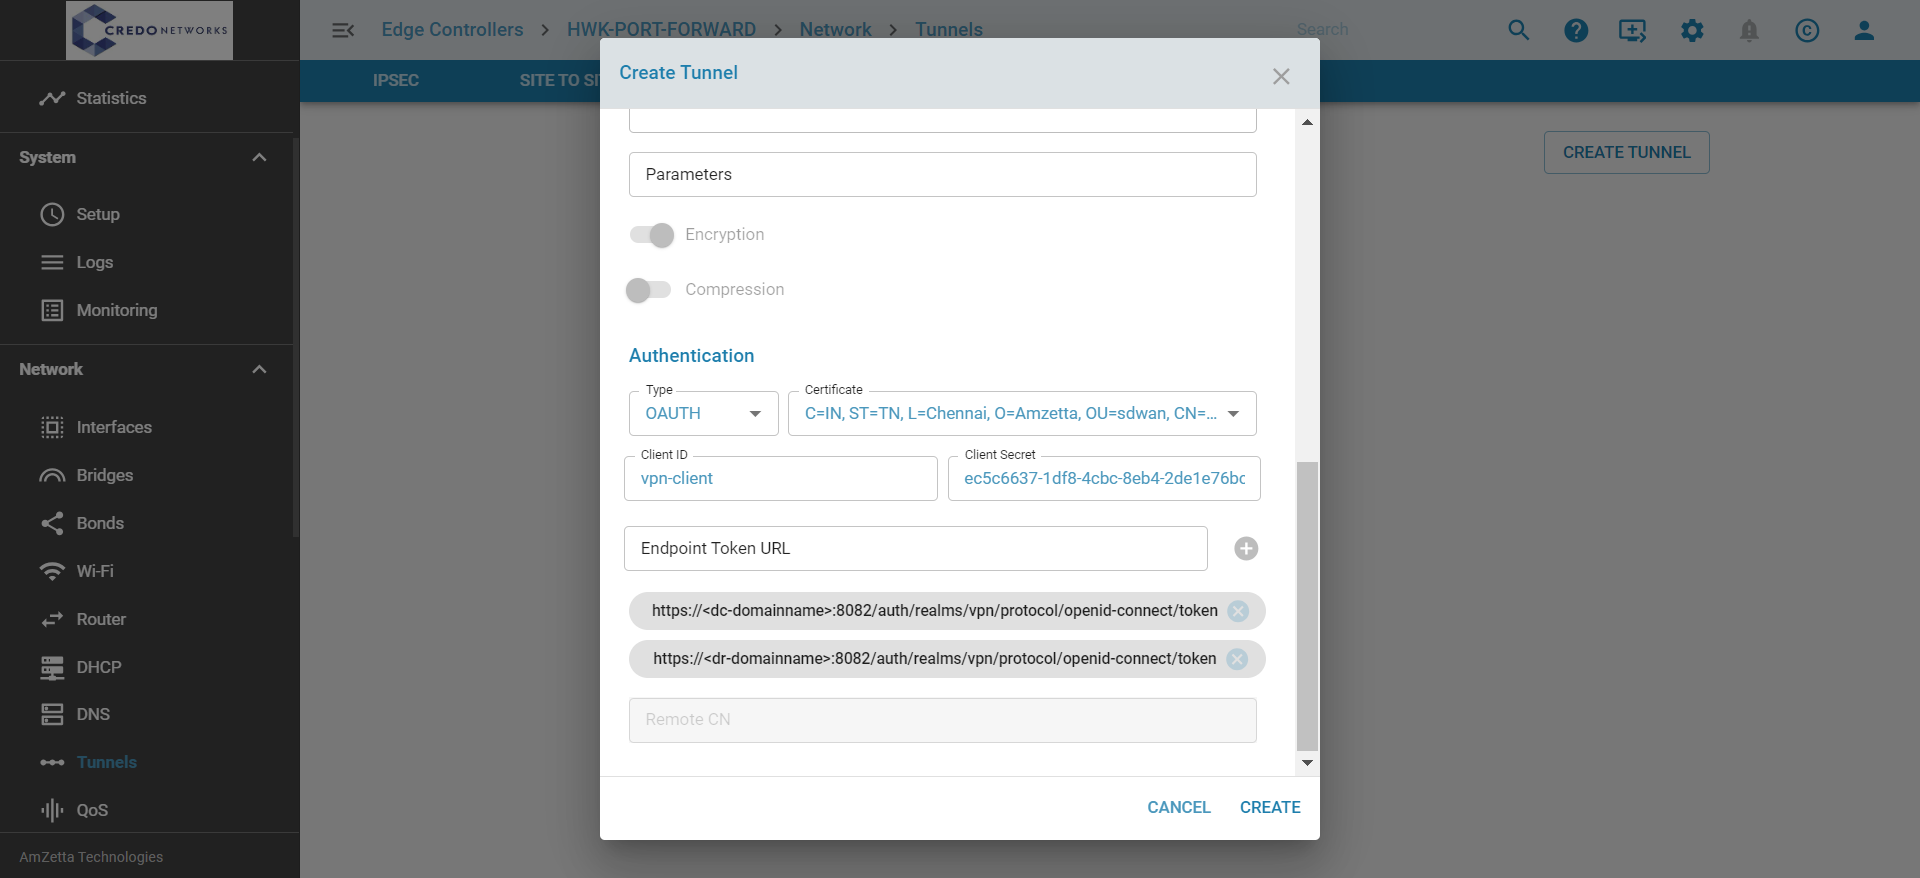 CREDO NETWORKS
Edge Controllers > HWK-PORT-FORWARD > Network > Tunnels
Search
IPSEC
SITE TO SI
Statistics
System
Setup
Logs
Monitoring
Network
Interfaces
Bridges
Bonds
Wi-Fi
Router
DHCP
DNS
Tunnels
QoS
AmZetta Technologies
CREATE TUNNEL
Create Tunnel
Parameters
Encryption
Compression
Authentication
Type
OAUTH
Certificate
C=IN, ST=TN, L=Chennai, O=Amzetta, OU=sdwan, CN=...
Client ID
vpn-client
Client Secret
ec5c6637-1df8-4cbc-8eb4-2de1e76bc
Endpoint Token URL
https://<dc-domainname>:8082/auth/realms/vpn/protocol/openid-connect/token
https://<dr-domainname>:8082/auth/realms/vpn/protocol/openid-connect/token
Remote CN
CANCEL
CREATE